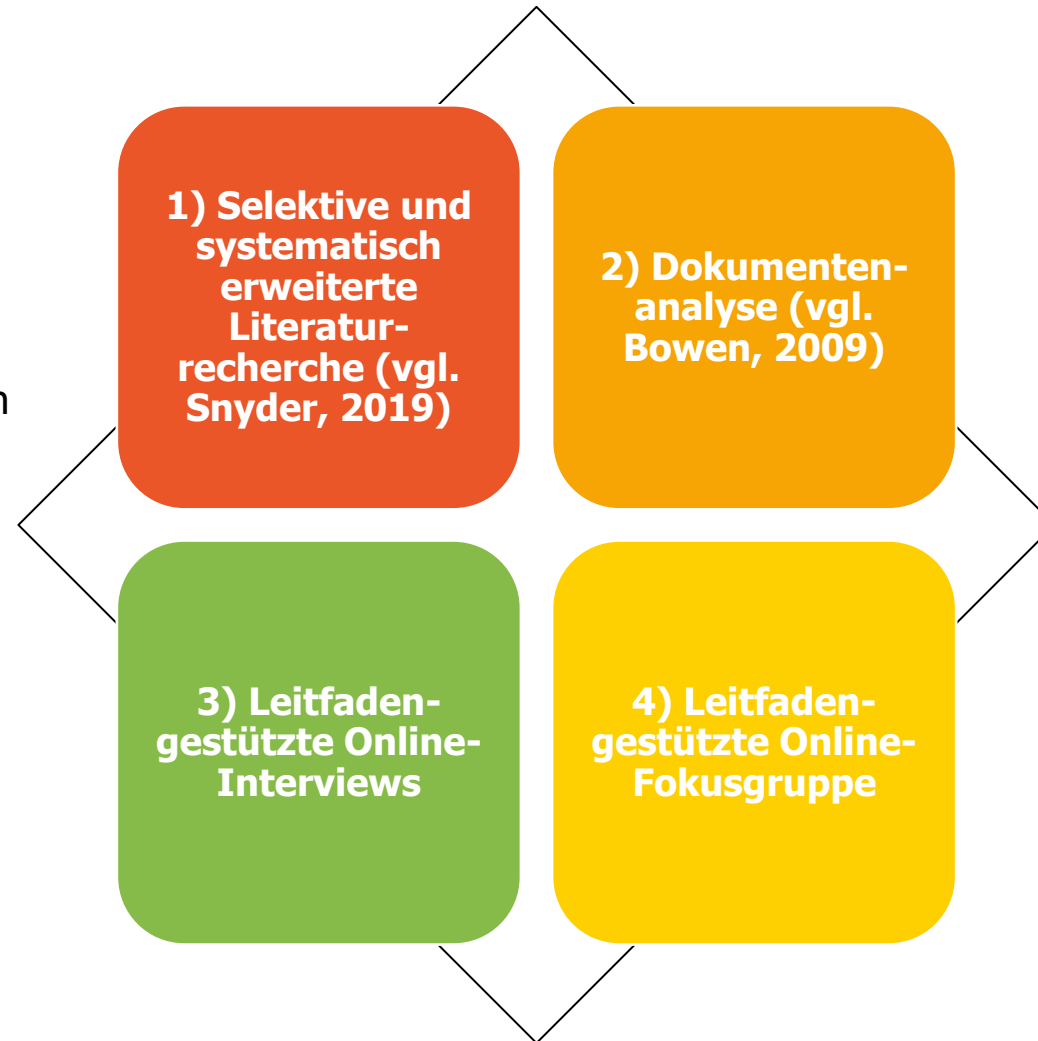 1) Selektive und
systematisch
erweiterte
Literatur-
recherche (vgl.
Snyder, 2019)
2) Dokumenten-
analyse (vgl.
Bowen, 2009)
n
3) Leitfaden-
gestützte Online-
Interviews
4) Leitfaden-
gestützte Online-
Fokusgruppe